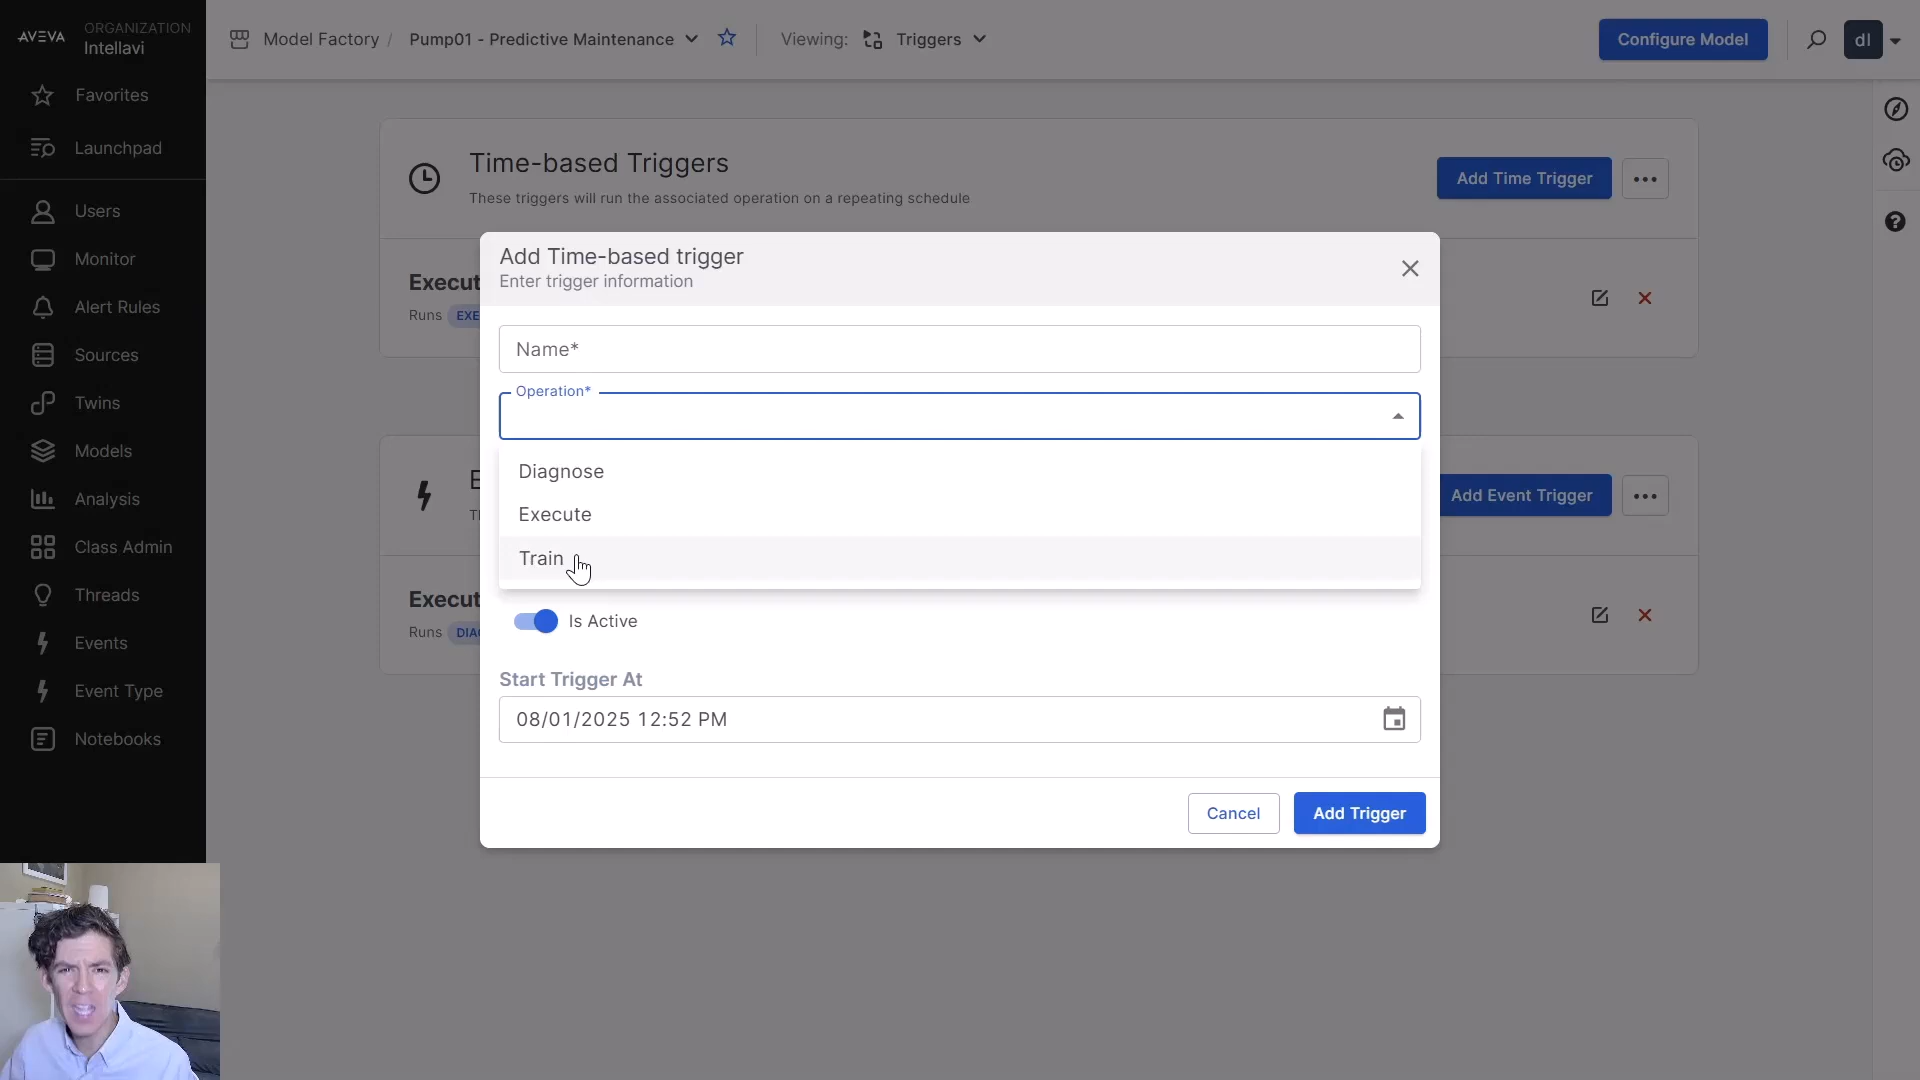 AVEVA
ORGANIZATION
Intellavi
Model Factory / Pump01 - Predictive Maintenance
Viewing: Triggers
Configure Model
dl
Favorites
Launchpad
Users
Monitor
Alert Rules
Sources
Twins
Models
Analysis
Class Admin
Threads
Events
Event Type
Notebooks
Time-based Triggers
These triggers will run the associated operation on a repeating schedule
Add Time Trigger
Execut
Runs EXE
E
Th
Add Event Trigger
Execut
Runs DIAG
Add Time-based trigger
Enter trigger information
Name*
Operation*
Diagnose
Execute
Train
Is Active
Start Trigger At
08/01/2025 12:52 PM
Cancel
Add Trigger